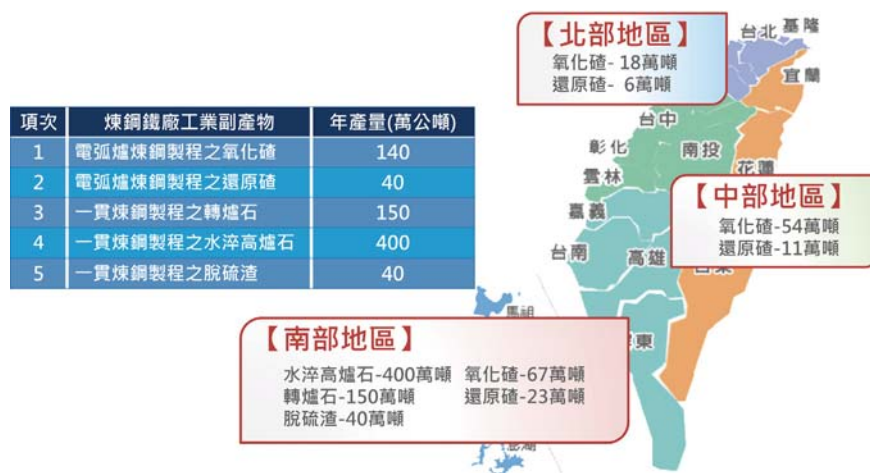 【北部地區】
氧化碴- 18萬噸
還原碴- 6萬噸
台北
基隆
宜蘭
項次 煉鋼鐵廠工業副產物 年產量(萬公噸)
1 電弧爐煉鋼製程之氧化碴 140
2 電弧爐煉鋼製程之還原碴 40
3 一貫煉鋼製程之轉爐石 150
4 一貫煉鋼製程之水淬高爐石 400
5 一貫煉鋼製程之脫硫渣 40
台中
彰化
南投
雲林
花蓮
嘉義
【中部地區】
氧化碴-54萬噸
還原碴-11萬噸
台南
高雄
台東
馬祖
【南部地區】
水淬高爐石-400萬噸 氧化碴-67萬噸
轉爐石-150萬噸 還原碴-23萬噸
脫硫渣-40萬噸
屏東
澎湖